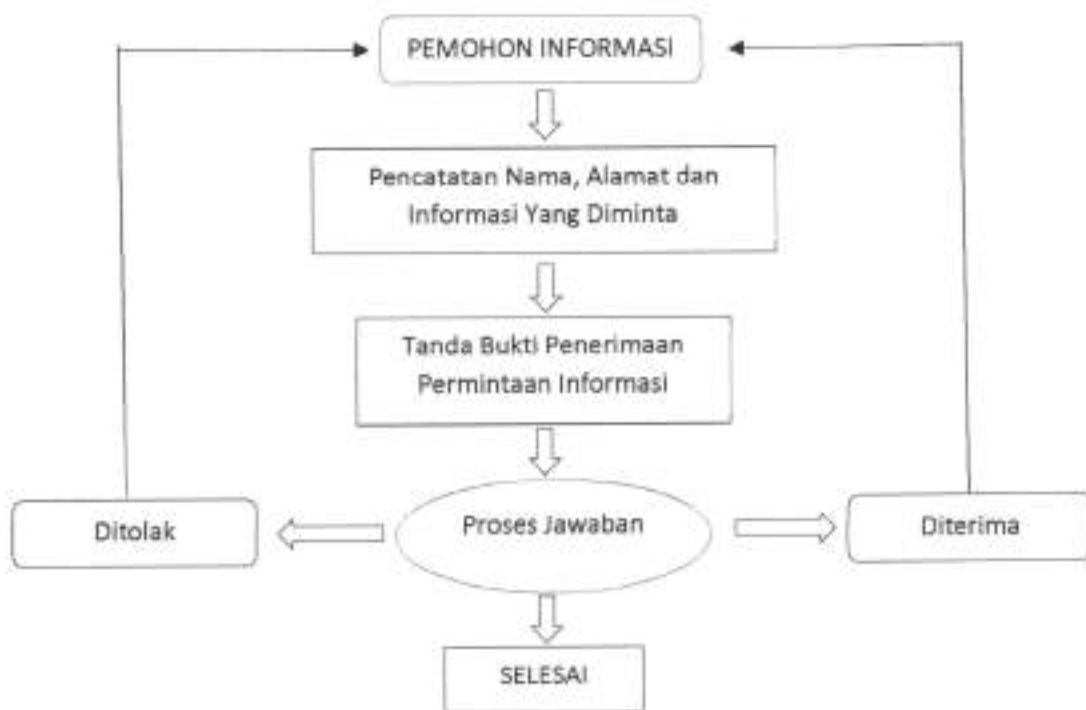 PEMOHON INFORMASI
Pencatatan Nama, Alamat dan
Informasi Yang Diminta
Tanda Bukti Penerimaan
Permintaan Informasi
Ditolak
Proses Jawaban
Diterima
SELESAI